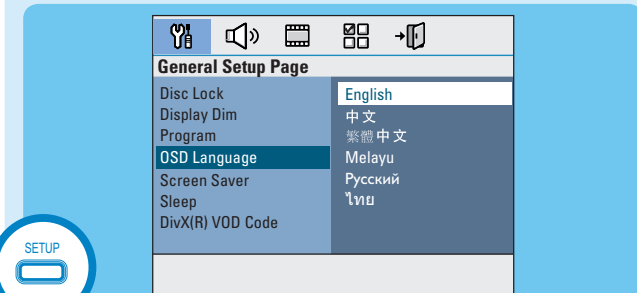 General Setup Page
Disc Lock
Display Dim
Program
OSD Language
Screen Saver
Sleep
DivX(R) VOD Code
English
中文
繁體中文
Melayu
Русский
ไทย
SETUP